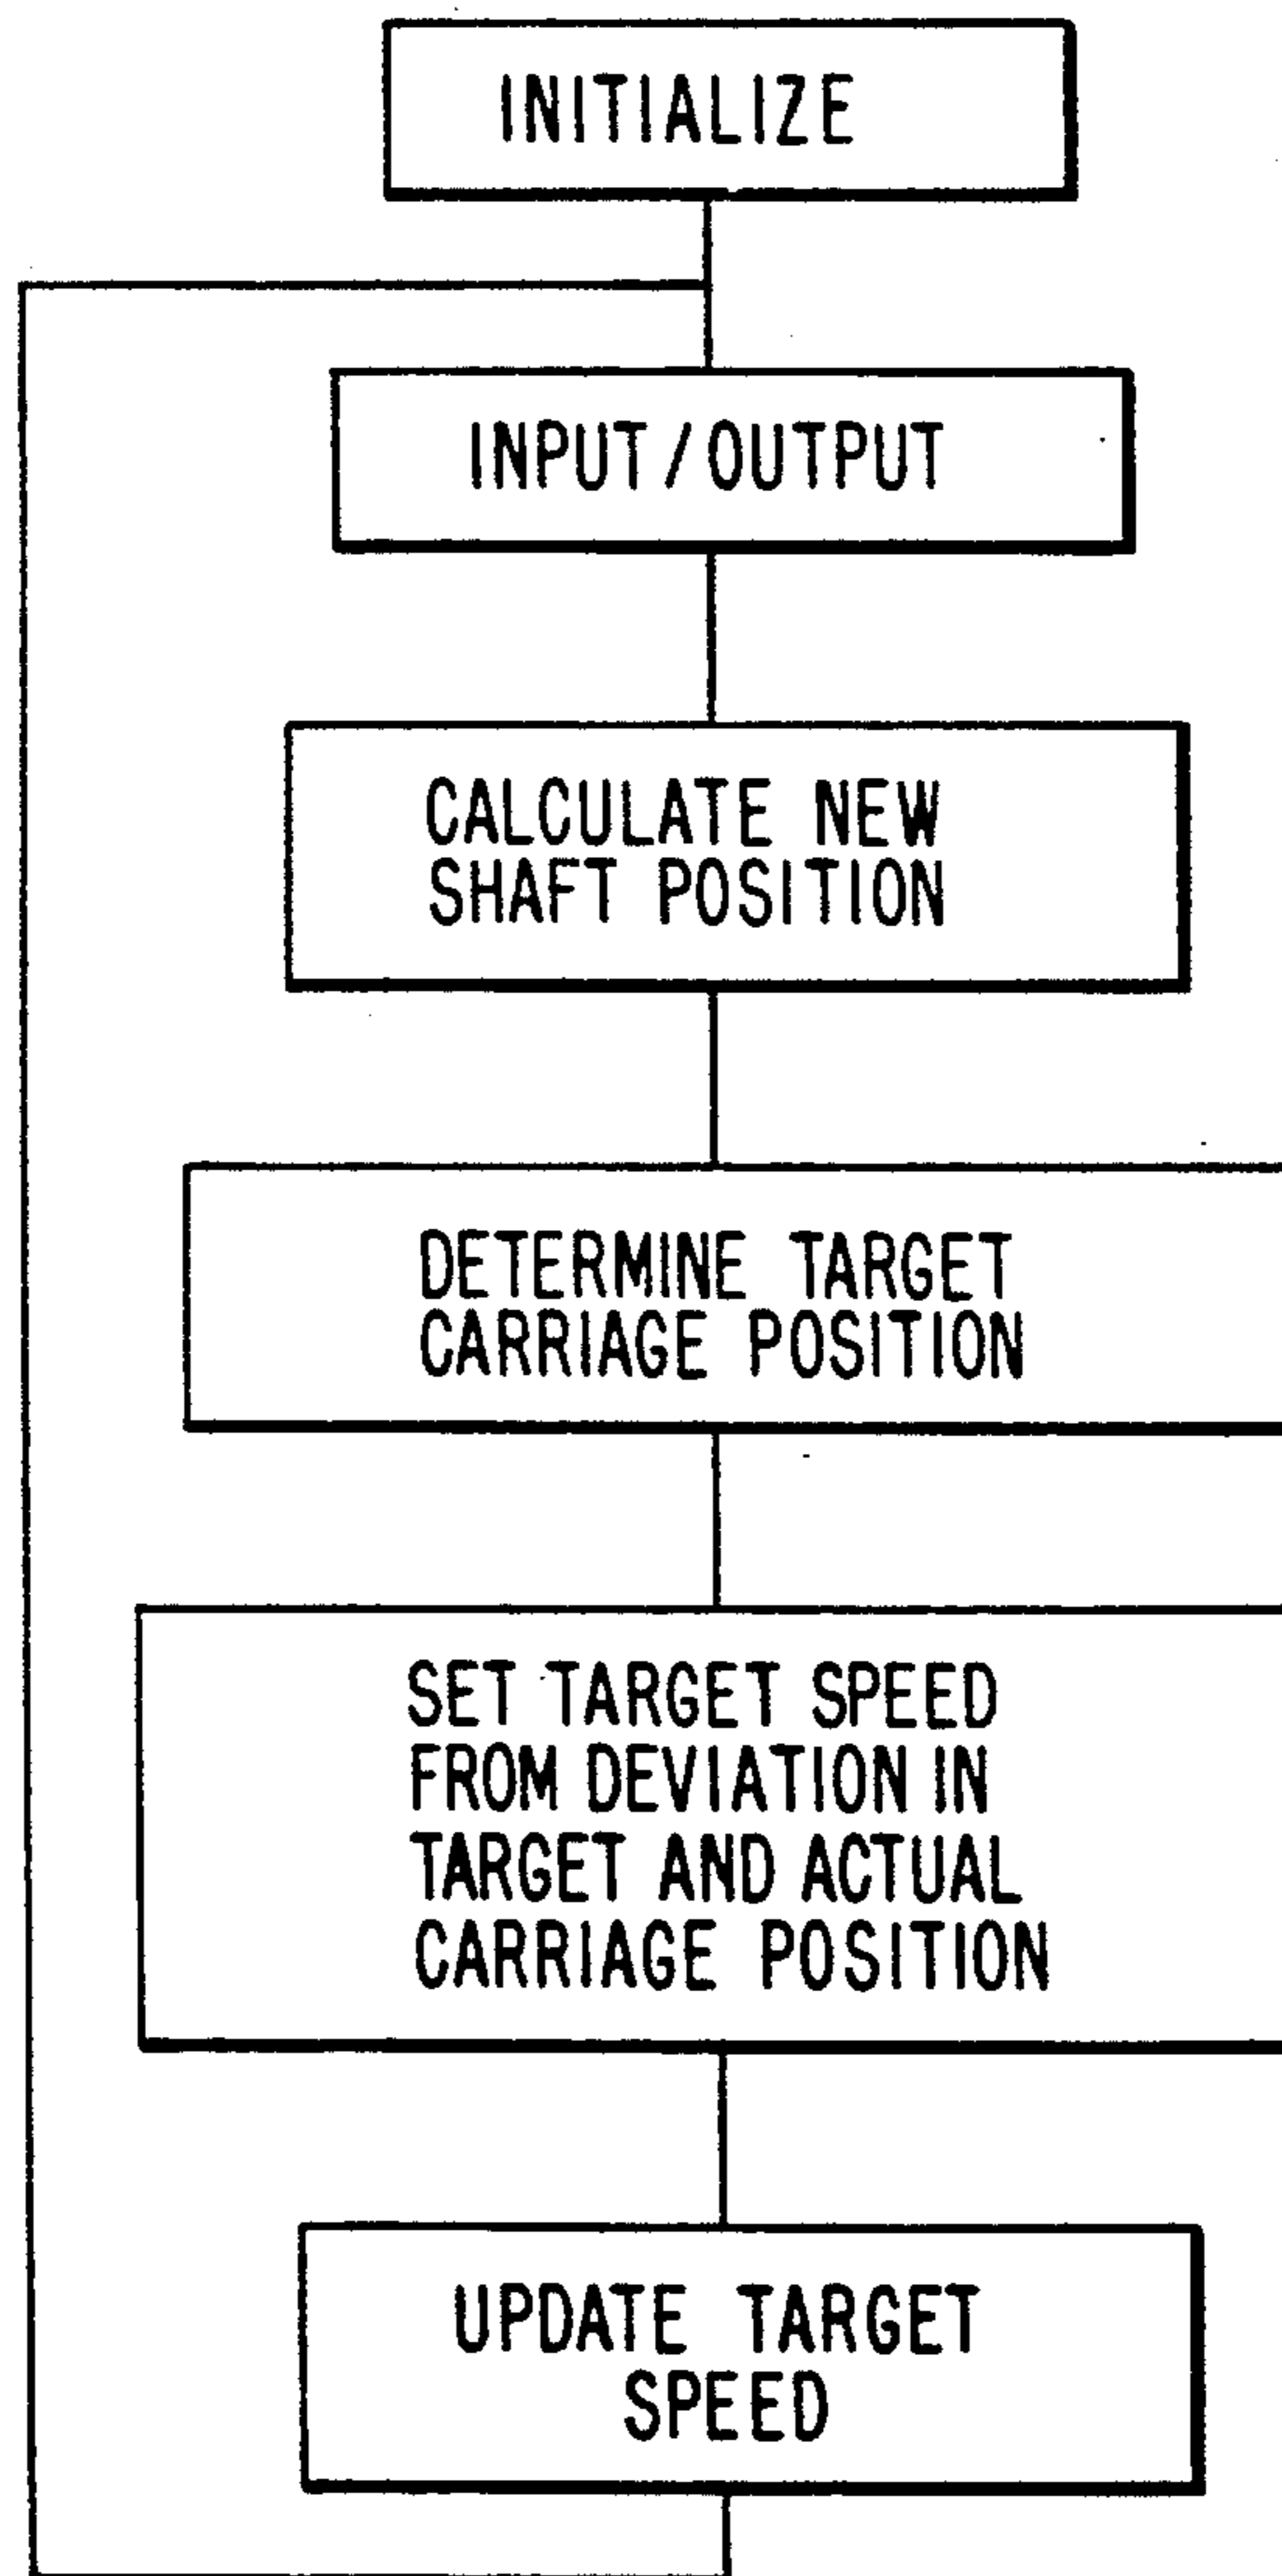 INITIALIZE
INPUT/OUTPUT
CALCULATE NEW
SHAFT POSITION
DETERMINE TARGET
CARRIAGE POSITION
SET TARGET SPEED
FROM DEVIATION IN
TARGET AND ACTUAL
CARRIAGE POSITION
UPDATE TARGET
SPEED